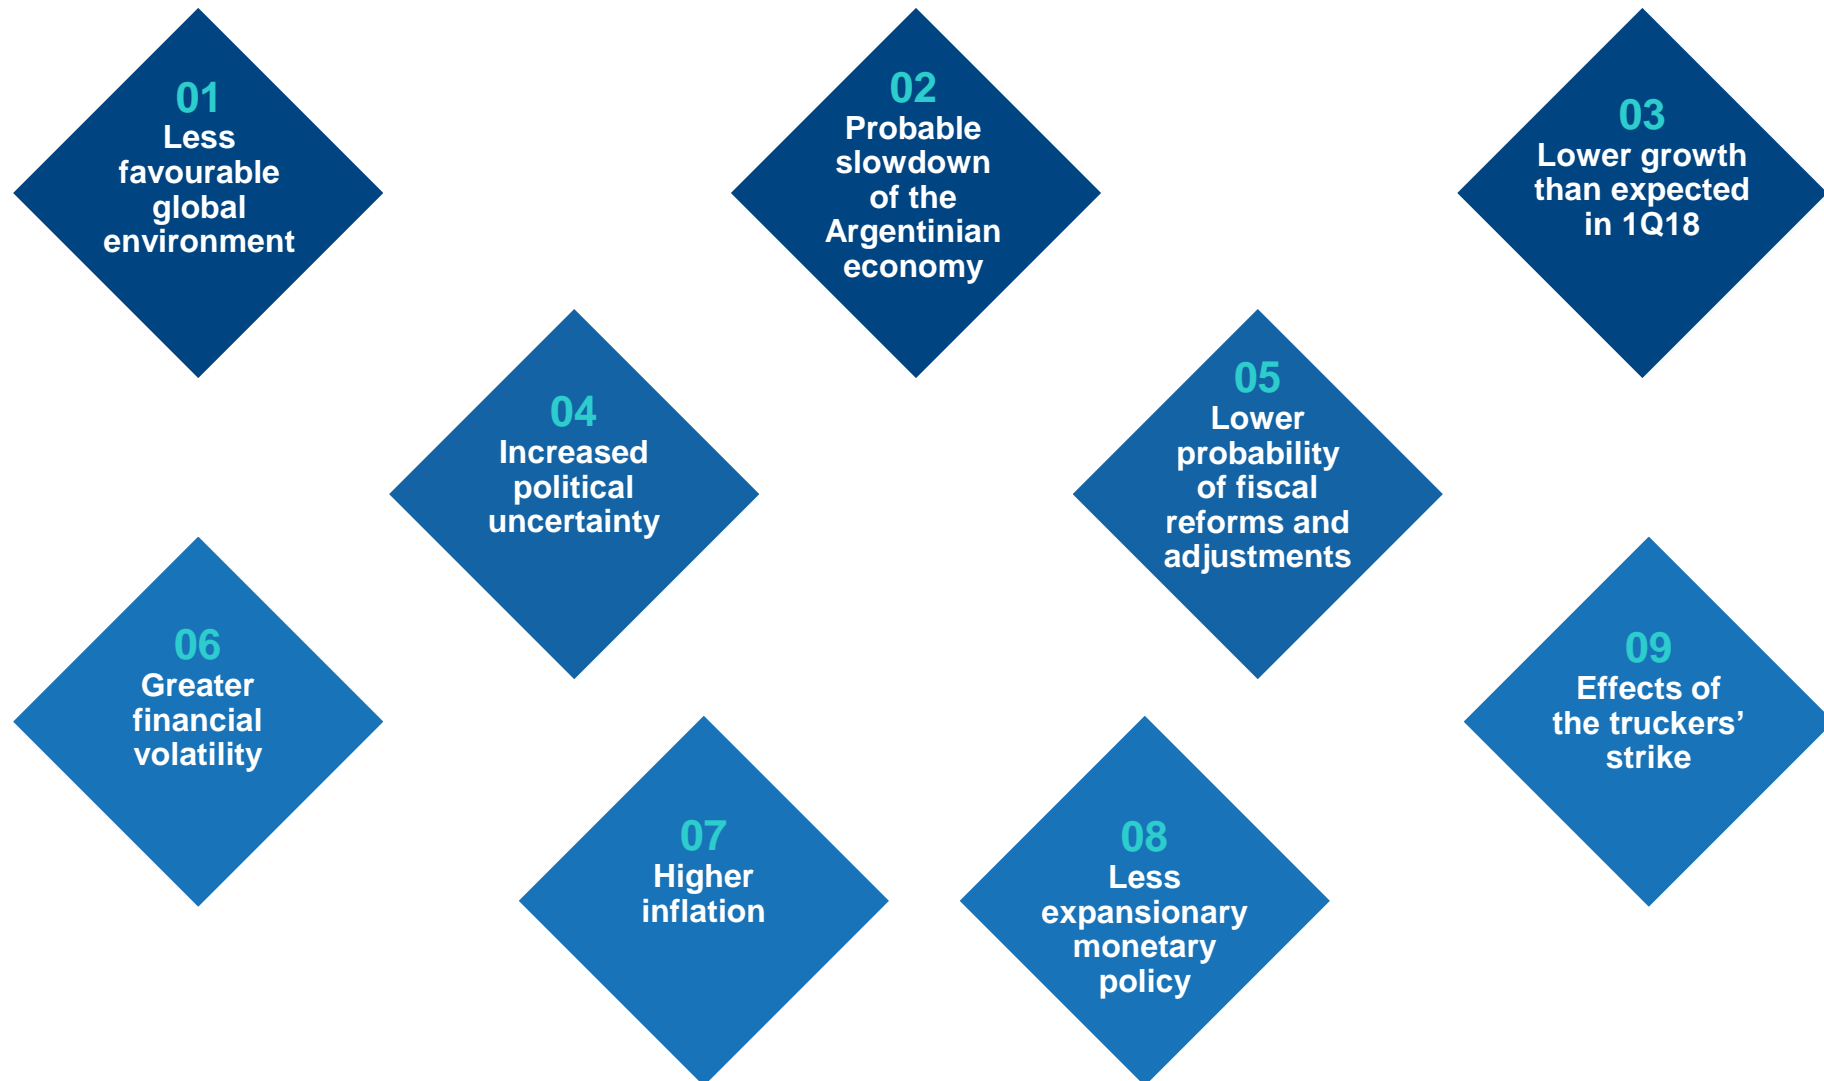 01
Less
favourable
global
environment
02
Probable
slowdown
of the
Argentinian
economy
03
Lower growth
than expected
in 1Q18
04
Increased
political
uncertainty
05
Lower
probability
of fiscal
reforms and
adjustments
06
Greater
financial
volatility
07
Higher
inflation
08
Less
expansionary
monetary
policy
09
Effects of
the truckers’
strike